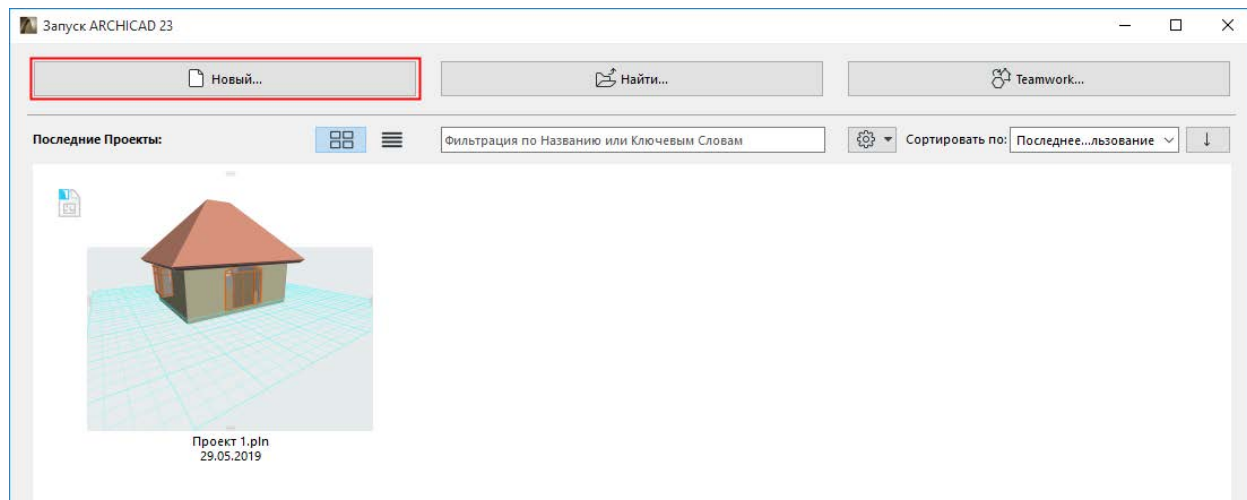 Запуск ARCHICAD 23
Новый...
Найти...
Teamwork...
Последние Проекты:
Фильтрация по Названию или Ключевым Словам
Сортировать по:
Последнее...льзование
Проект 1.pln
29.05.2019